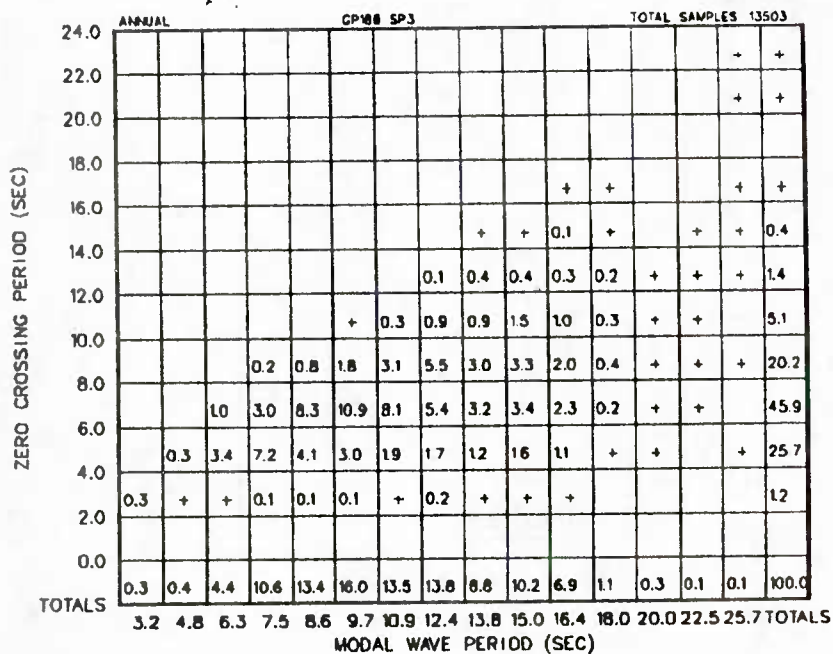 ANNUAL SP3 TOTAL SAMPLES 13503
24.0
+ +
22.0
+ +
20.0
18.0
+ + + +
16.0
+ + 0.1 + + + 0.4
14.0
0.1 0.4 0.4 0.3 0.2 + + + 1.4
12.0
+ 0.3 0.9 0.9 1.5 1.0 0.3 + + 5.1
10.0
0.2 0.8 1.8 3.1 5.5 3.0 3.3 2.0 0.4 + + + 20.2
8.0
1.0 3.0 8.3 10.9 8.1 5.4 3.2 3.4 2.3 0.2 + + 45.9
6.0
0.3 3.4 7.2 4.1 3.0 1.9 1.7 1.2 1.6 1.1 + + + 25.7
4.0
0.3 + + 0.1 0.1 0.1 + 0.2 + + + 1.2
2.0
0.0
0.3 0.4 4.4 10.6 13.4 16.0 13.5 13.8 8.8 10.2 6.9 1.1 0.3 0.1 0.1 100.0
TOTALS
3.2 4.8 6.3 7.5 8.6 9.7 10.9 12.4 13.8 15.0 16.4 18.0 20.0 22.5 25.7 TOTALS
MODAL WAVE PERIOD (SEC)
ZERO CROSSING PERIOD (SEC)